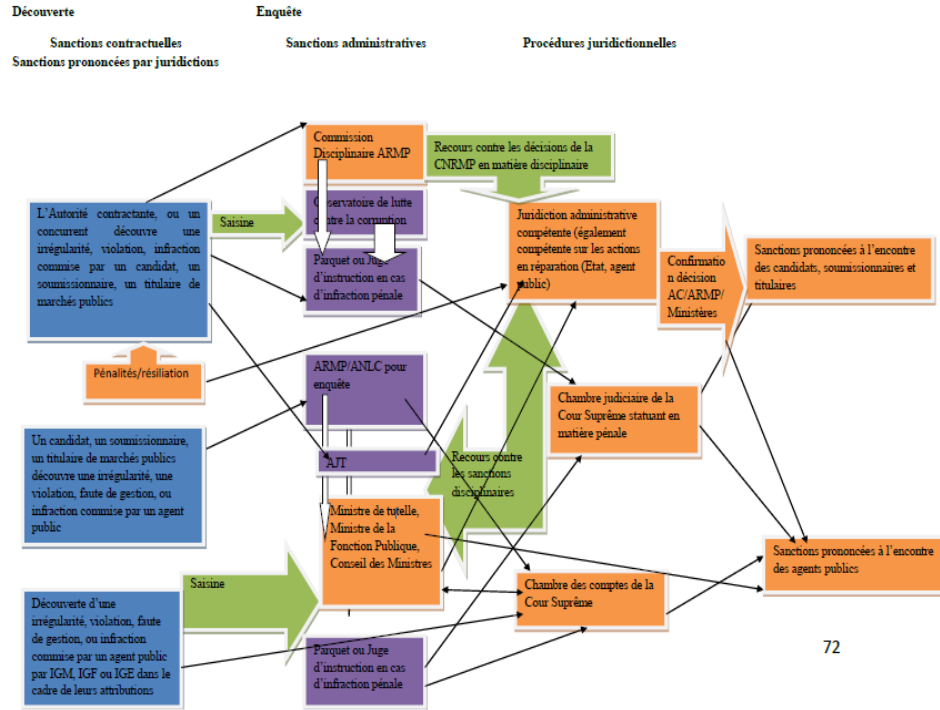 Découverte
Enquête
Sanctions contractuelles
Sanctions administratives
Procédures juridictionnelles
Sanctions prononcées par juridictions
Commission
Disciplinaire ARMP
Recours contre les décisions de la
CNRMP en matière disciplinaire
Observatoire de lutte
contre la corruption
Saisine
L'Autorité contractante, ou un
concurrent découvre une
irrégularité, violation, infraction
commise par un candidat, un
soumissionnaire, un titulaire de
marchés publics
Parquet ou Juge
d'instruction en cas
d'infraction pénale
Juridiction administrative
compétente (également
compétente sur les actions
en réparation (Etat, agent
public)
Confirmatio
n décision
AC/ARMP/
Ministères
Sanctions prononcées à l'encontre
des candidats, soumissionnaires et
titulaires
Pénalités/résiliation
ARMP/ANLC pour
enquête
Chambre judiciaire de la
Cour Suprême statuant en
matière pénale
Un candidat, un soumissionnaire,
un titulaire de marchés publics
découvre une irrégularité, une
violation, faute de gestion, ou
infraction commise par un agent
public
AJT
Recours contre
les sanctions
disciplinaires
Ministre de tutelle,
Ministre de la
Fonction Publique,
Conseil des Ministres
Sanctions prononcées à l'encontre
des agents publics
Saisine
Chambre des comptes de la
Cour Suprême
Découverte d'une
irrégularité, violation, faute
de gestion, ou infraction
commise par un agent public
par IGM, IGF ou IGE dans le
cadre de leurs attributions
Parquet ou Juge
d'instruction en cas
d'infraction pénale
72